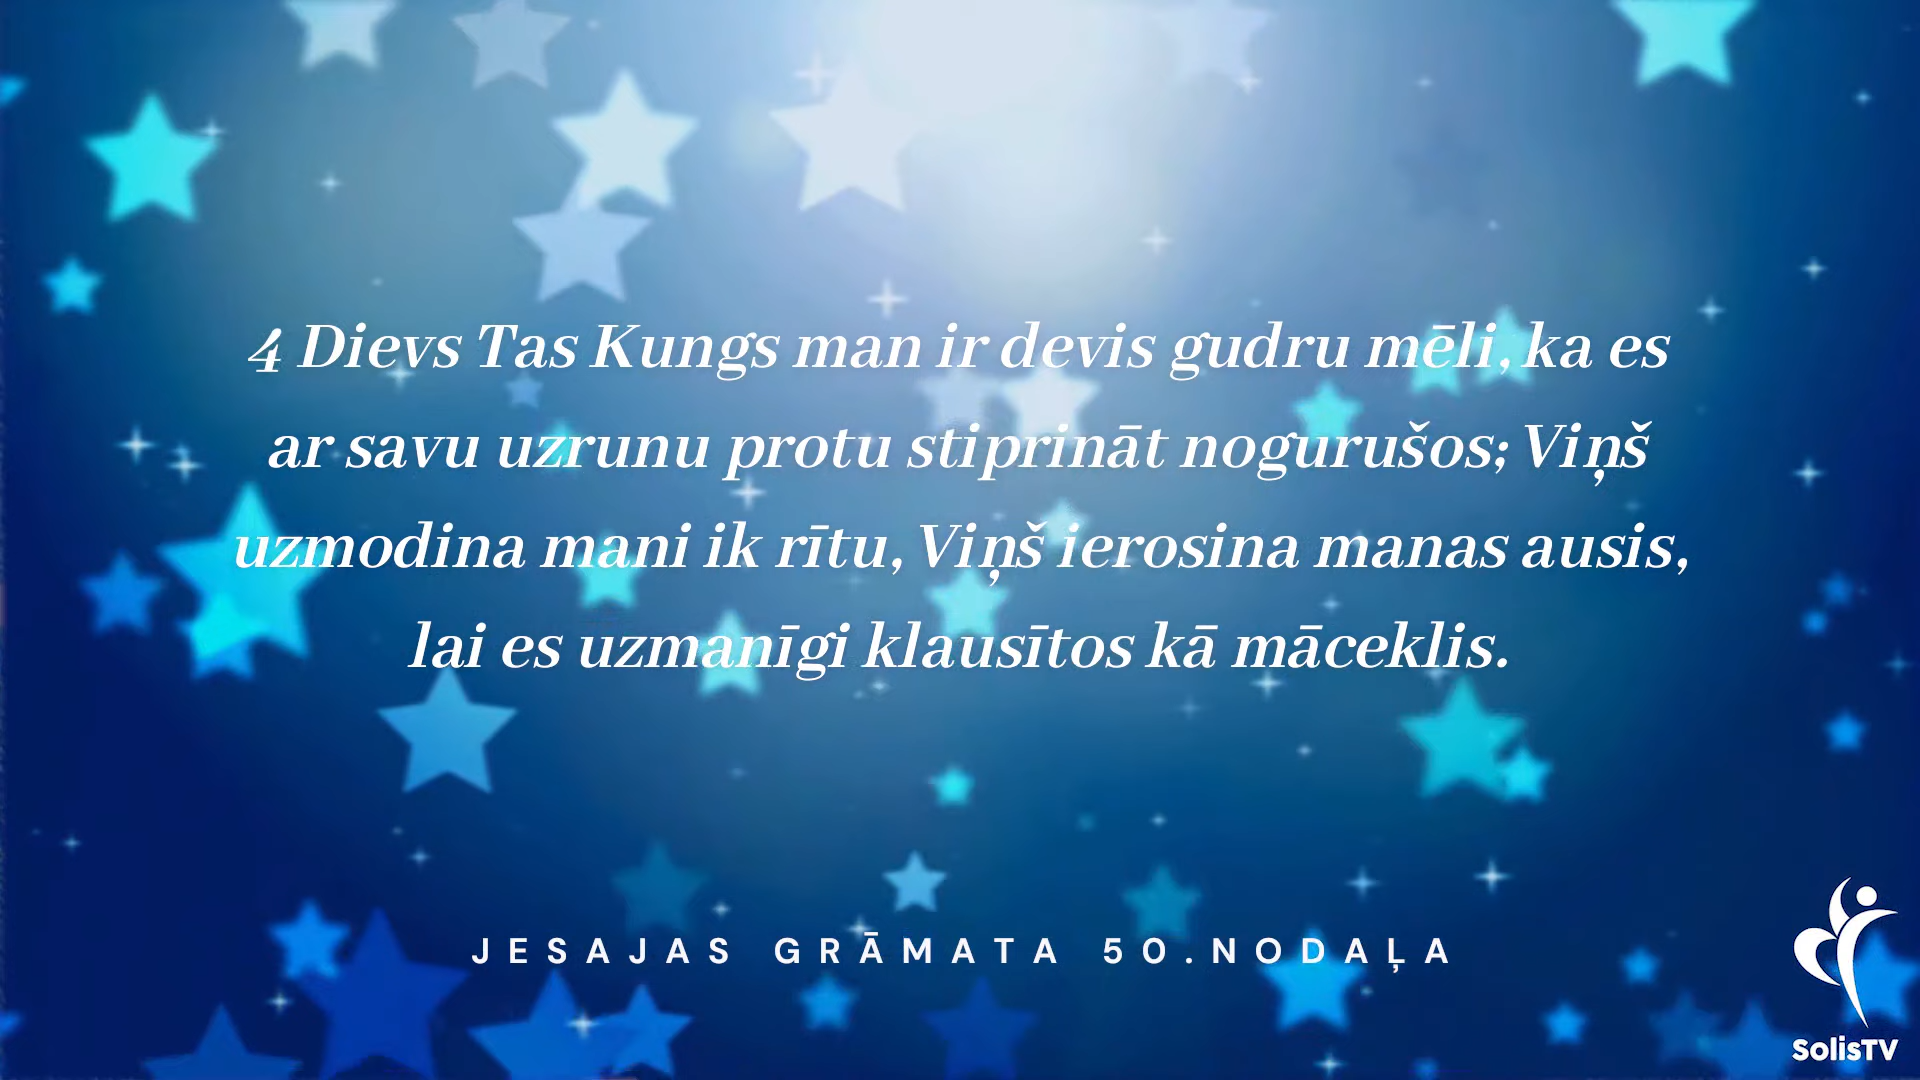 4 Dievs Tas Kungs man ir devis gudru mēli, ka es
ar savu uzrunu protu stiprināt nogurušos; Viņš
uzmodina mani ik rītu, Viņš ierosina manas ausis,
lai es uzmanīgi klausītos kā māceklis.
JESAJAS GRĀMATA 50.NODAĻA
SolisTV